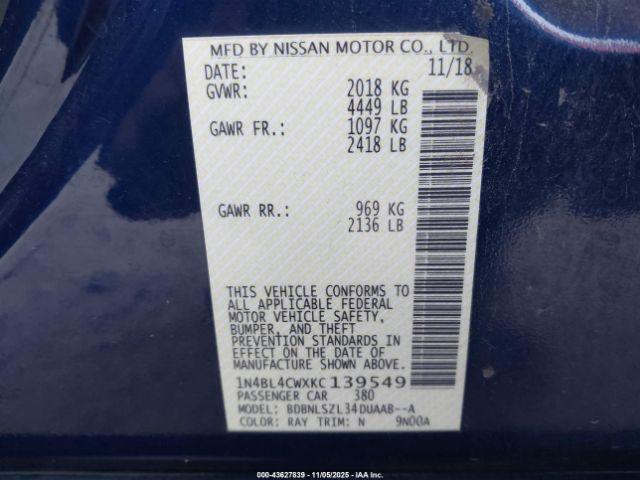 MFD BY NISSAN MOTOR CO., LTD.
DATE: 11/18
GVWR: 2018 KG
4449 LB
GAWR FR.: 1097 KG
2418 LB
GAWR RR.: 969 KG
2136 LB
THIS VEHICLE CONFORMS TO
ALL APPLICABLE FEDERAL
MOTOR VEHICLE SAFETY,
BUMPER, AND THEFT
PREVENTION STANDARDS IN
EFFECT ON THE DATE OF
MANUFACTURE SHOWN ABOVE.
1N4BL4CWXKC139549
PASSENGER CAR 380
MODEL: BDBNLSZL34DUAAB--A
COLOR: RAY TRIM: N 9N00A
© IAA Stock#: 000-43627839 - 11/05/2025 - IAAHOLDINGS, LLC